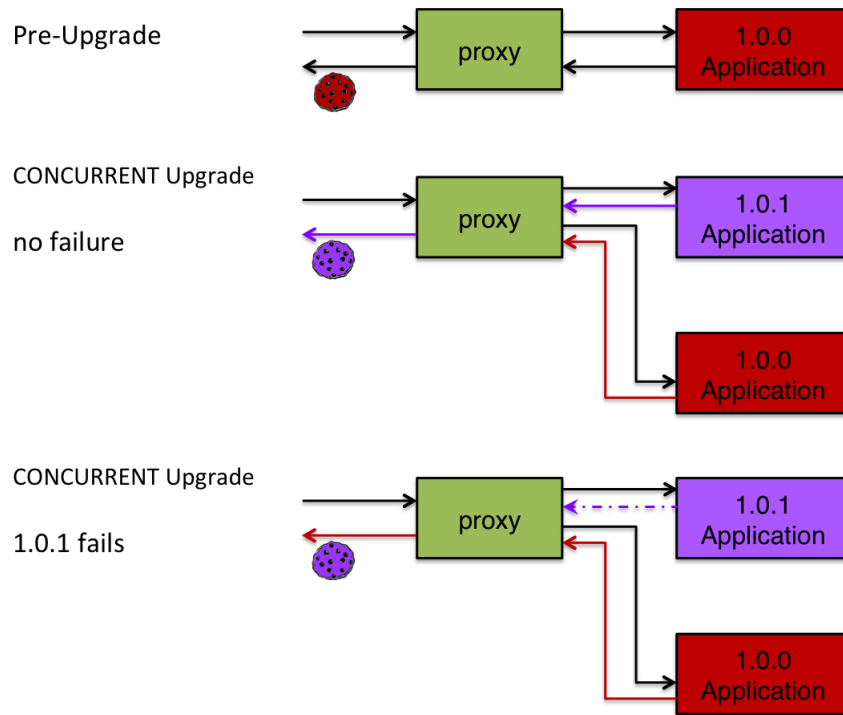 Pre-Upgrade
proxy
1.0.0
Application
CONCURRENT Upgrade
no failure
proxy
1.0.1
Application
1.0.0
Application
CONCURRENT Upgrade
1.0.1 fails
proxy
1.0.1
Application
1.0.0
Application